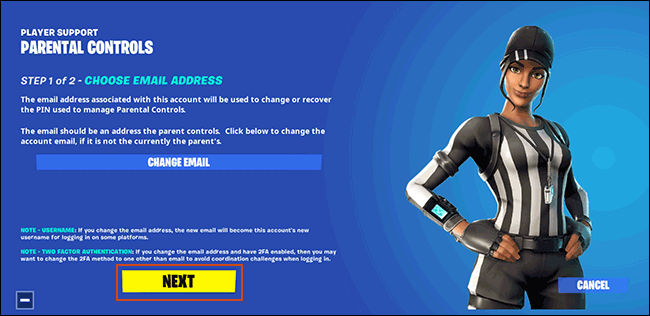 PLAYER SUPPORT
PARENTAL CONTROLS
STEP 1 of 2 - CHOOSE EMAIL ADDRESS
The email address associated with this account will be used to change or recover
the PIN used to manage Parental Controls.
The email should be an address the parent controls. Click below to change the
account email, if it is not the currently the parent's.
CHANGE EMAIL
NOTE - USERNAME: If you change the email address, the new email will become this account's new
username for logging in on some platforms.
NOTE - TWO FACTOR AUTHENTICATION: If you change the email address and have 2FA enabled, then you may
want to change the 2FA method to one other than email to avoid coordination challenges when logging in.
NEXT
CANCEL